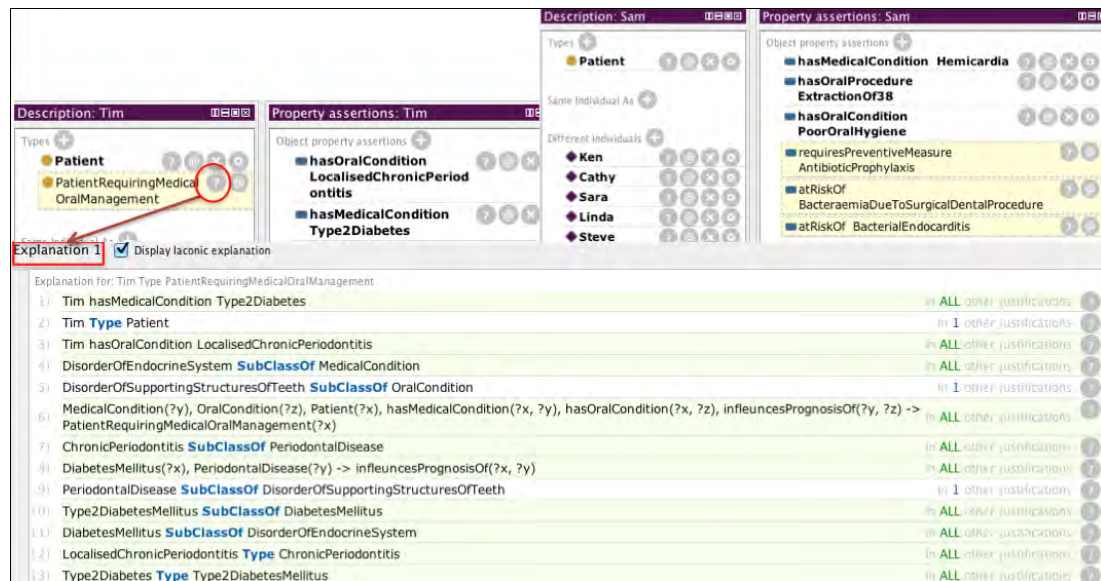 Description: Sam
Types
Patient
Same Individual As
Different Individuals
Ken
Cathy
Sara
Linda
Steve
Property assertions: Sam
Object property assertions
hasMedicalCondition Hemicardia
hasOralProcedure
ExtractionOf38
hasOralCondition
PoorOralHygiene
requiresPreventiveMeasure
AntibioticProphylaxis
atRiskOf
BacteraemiaDueToSurgicalDentalProcedure
atRiskOf BacterialEndocarditis
Description: Tim
Types
Patient
PatientRequiringMedical
OralManagement
Same Individual As
Property assertions: Tim
Object property assertions
hasOralCondition
LocalisedChronicPeriod
ontitis
hasMedicalCondition
Type2Diabetes
Explanation 1 Display laconic explanation
Explanation for: Tim Type PatientRequiringMedicalOralManagement
1) Tim hasMedicalCondition Type2Diabetes In ALL other justifications
2) Tim Type Patient In 1 other justifications
3) Tim hasOralCondition LocalisedChronicPeriodontitis In ALL other justifications
4) DisorderOfEndocrineSystem SubClassOf MedicalCondition In ALL other justifications
5) DisorderOfSupportingStructuresOfTeeth SubClassOf OralCondition In 1 other justifications
6) MedicalCondition(?y), OralCondition(?z), Patient(?x), hasMedicalCondition(?x, ?y), hasOralCondition(?x, ?z), infleuncesPrognosisOf(?y, ?z) -> In ALL other justifications
PatientRequiringMedicalOralManagement(?x)
7) ChronicPeriodontitis SubClassOf PeriodontalDisease In ALL other justifications
8) DiabetesMellitus(?x), PeriodontalDisease(?y) -> infleuncesPrognosisOf(?x, ?y) In ALL other justifications
9) PeriodontalDisease SubClassOf DisorderOfSupportingStructuresOfTeeth In 1 other justifications
10) Type2DiabetesMellitus SubClassOf DiabetesMellitus In ALL other justifications
11) DiabetesMellitus SubClassOf DisorderOfEndocrineSystem In ALL other justifications
12) LocalisedChronicPeriodontitis Type ChronicPeriodontitis In ALL other justifications
13) Type2Diabetes Type Type2DiabetesMellitus In ALL other justifications